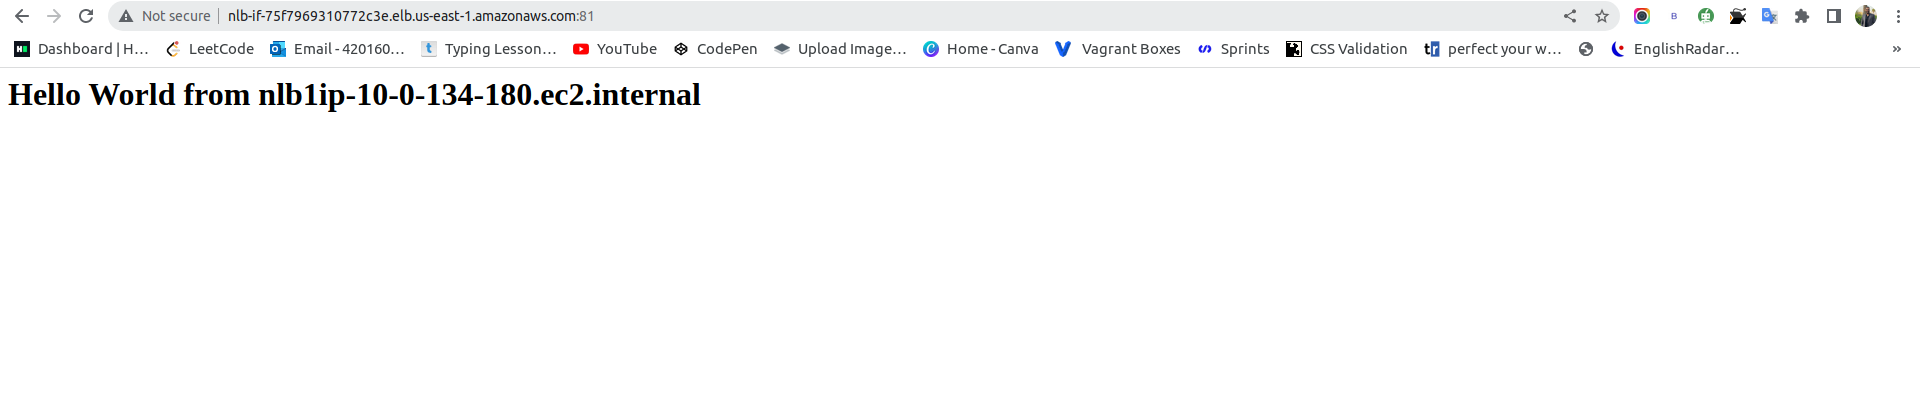 Not secure nlb-if-75f7969310772c3e.elb.us-east-1.amazonaws.com:81
Dashboard | H... LeetCode Email - 420160... Typing Lesson... YouTube CodePen Upload Image... Home - Canva Vagrant Boxes Sprints CSS Validation perfect your w... EnglishRadar... »
Hello World from nlb1ip-10-0-134-180.ec2.internal